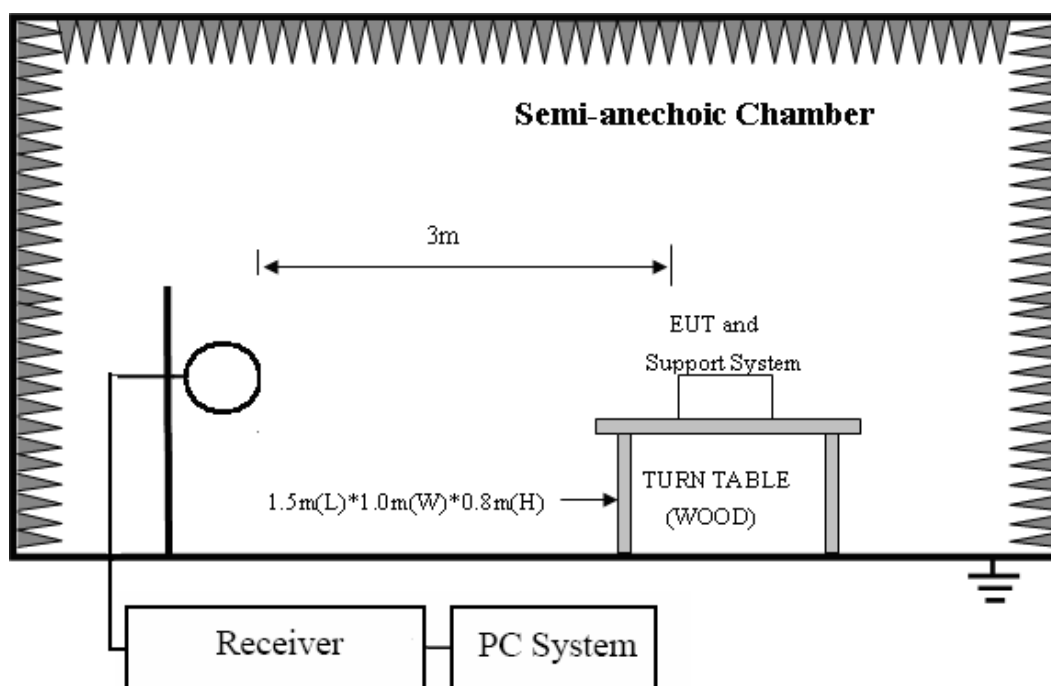 Semi-anechoic Chamber
3m
EUT and
Support System
1.5m(L)*1.0m(W)*0.8m(H)
TURN TABLE
(WOOD)
Receiver
PC System